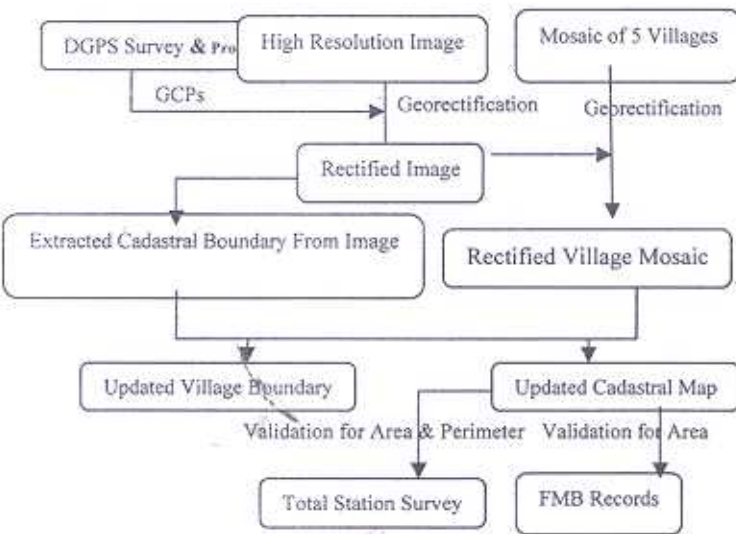 DGPS Survey & Pro
High Resolution Image
Mosaic of 5 Villages
GCPs
Georectification
Georectification
Rectified Image
Extracted Cadastral Boundary From Image
Rectified Village Mosaic
Updated Village Boundary
Updated Cadastral Map
Validation for Area & Perimeter
Validation for Area
Total Station Survey
FMB Records